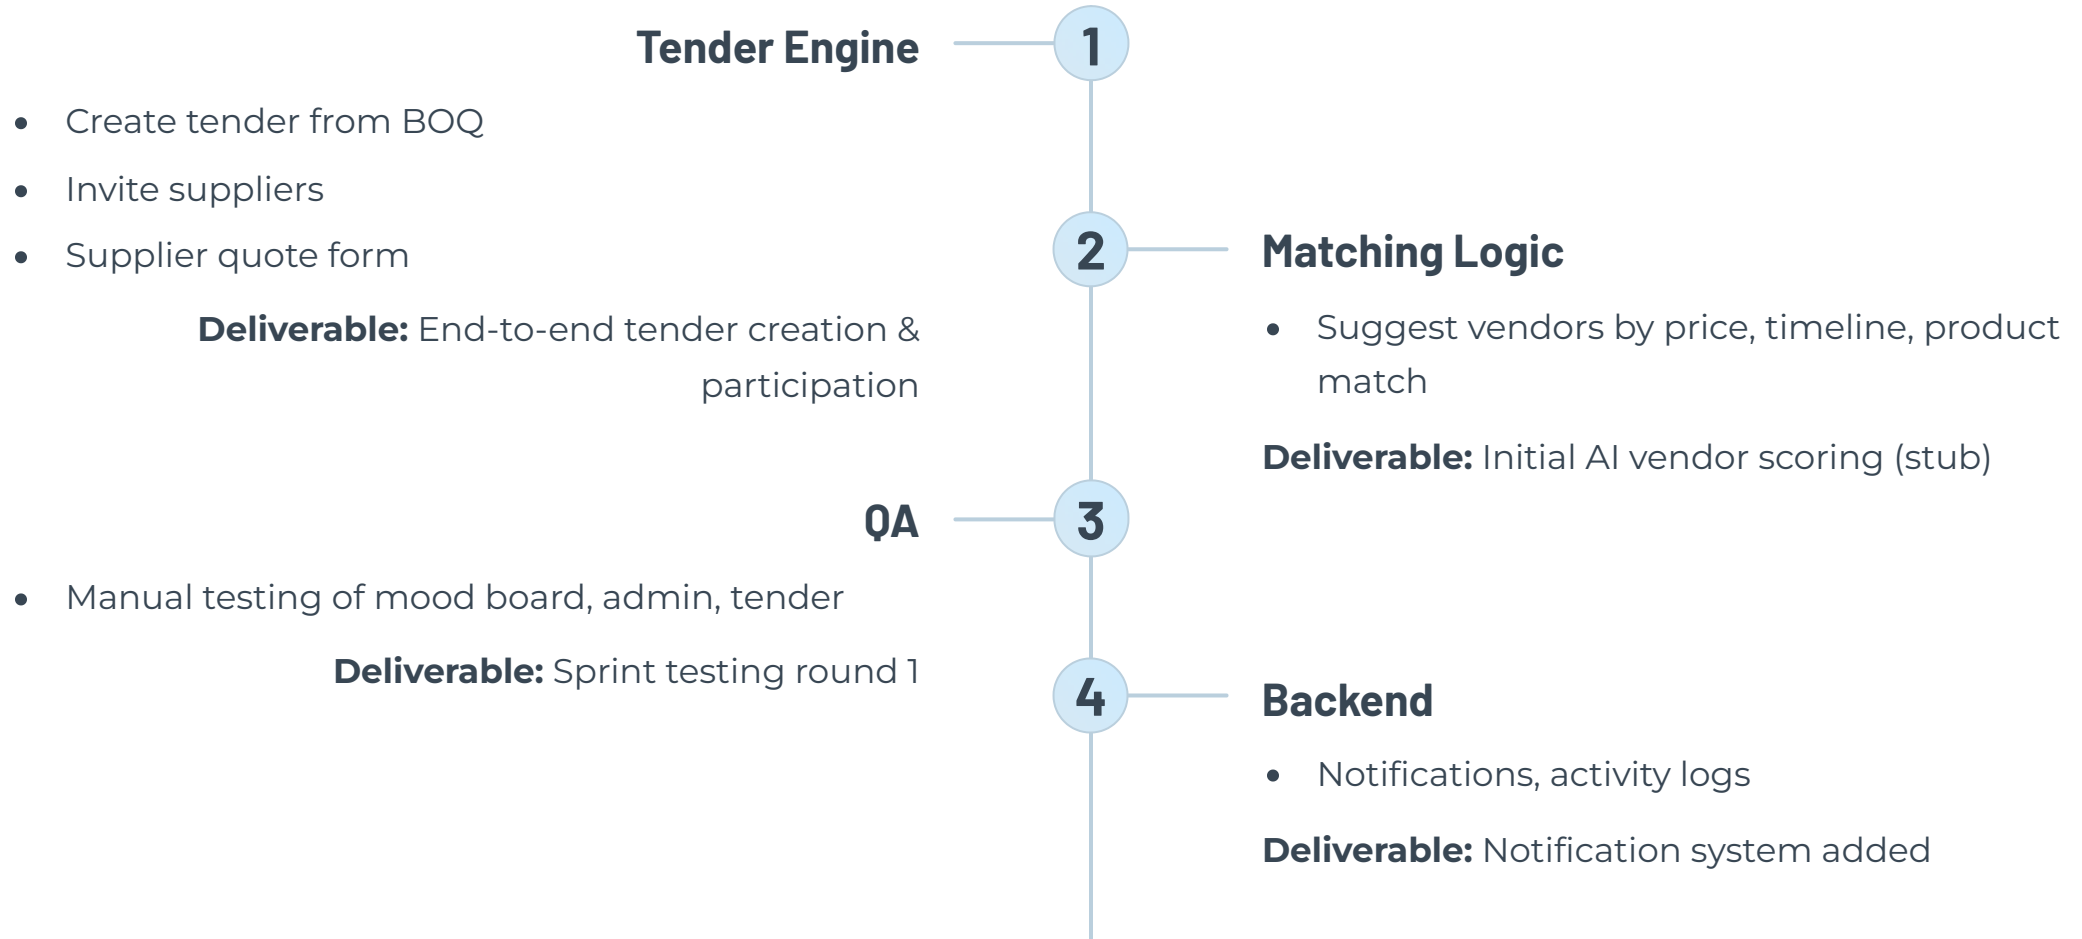 1
Tender Engine
• Create tender from BOQ
• Invite suppliers
• Supplier quote form
Deliverable: End-to-end tender creation &
participation
2
Matching Logic
• Suggest vendors by price, timeline, product
match
Deliverable: Initial AI vendor scoring (stub)
3
QA
• Manual testing of mood board, admin, tender
Deliverable: Sprint testing round 1
4
Backend
• Notifications, activity logs
Deliverable: Notification system added